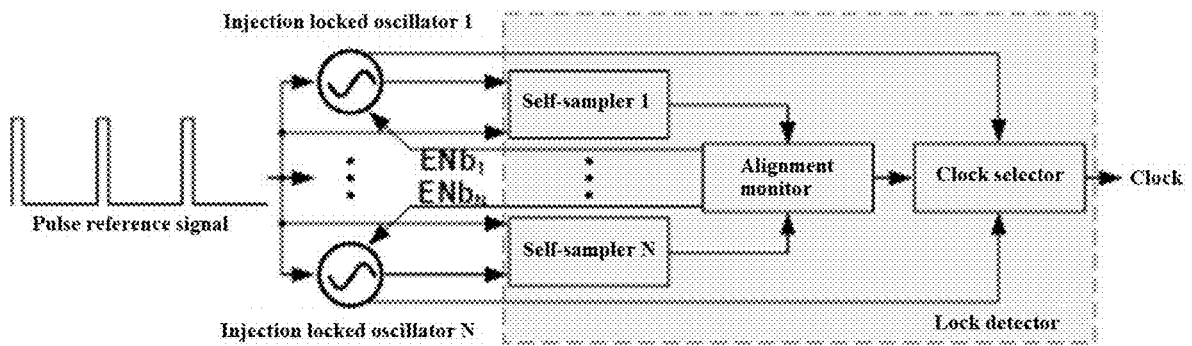 Injection locked oscillator 1
Self-sampler 1
ENb1
Alignment
monitor
Clock selector
Clock
ENbN
Pulse reference signal
Self-sampler N
Injection locked oscillator N
Lock detector